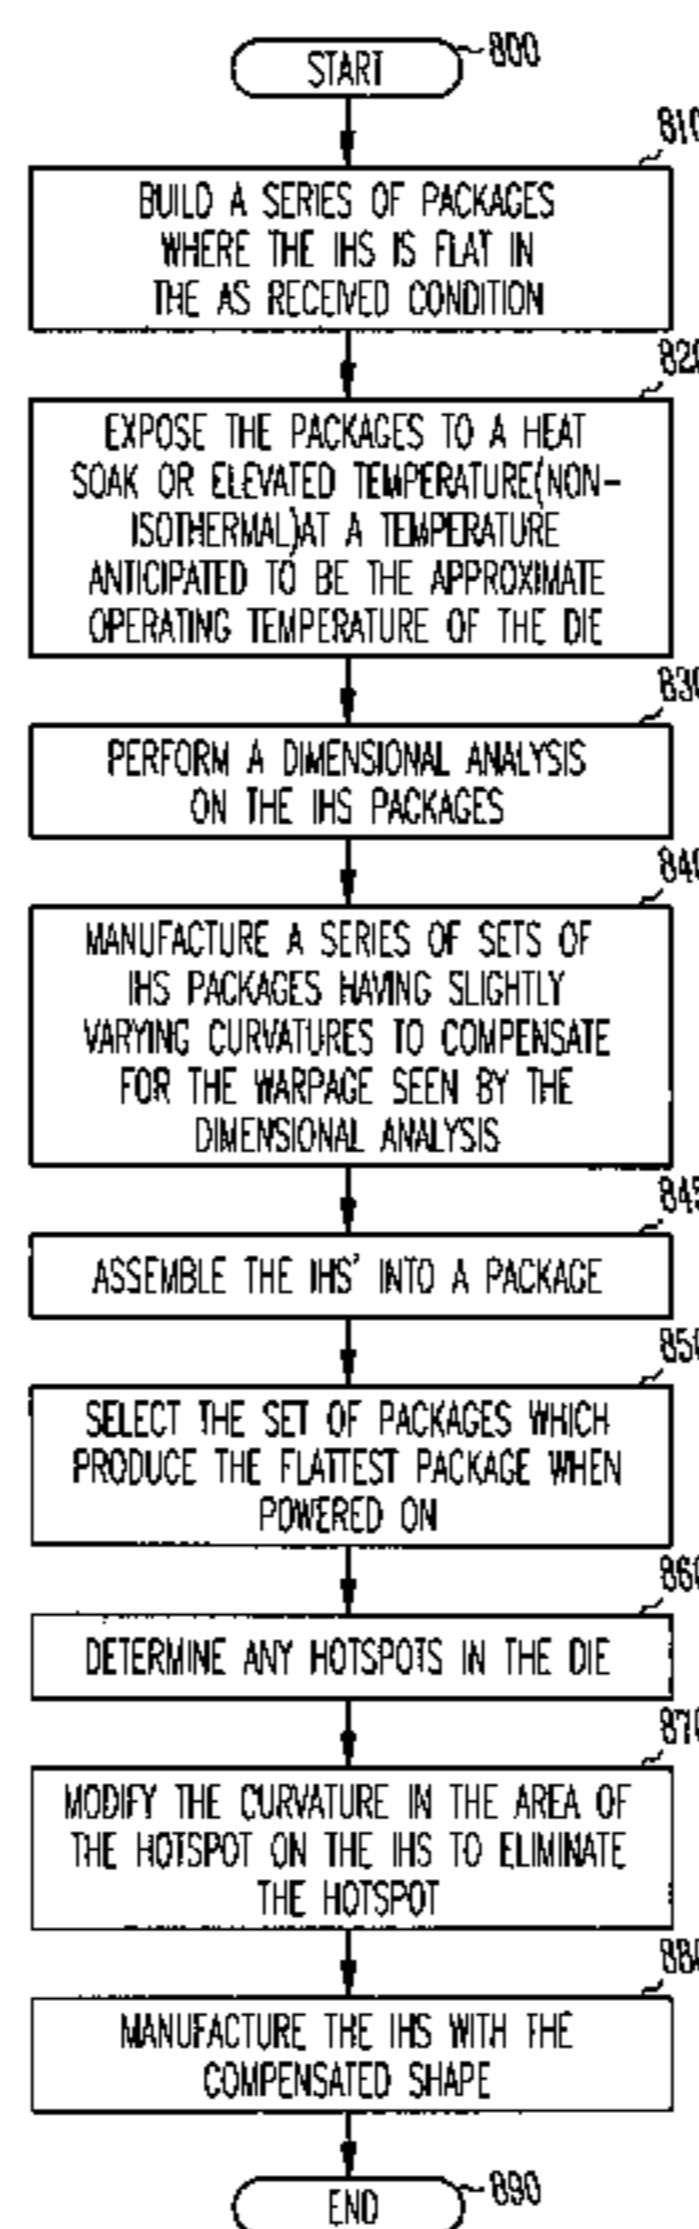 START
800
810
BUILD A SERIES OF PACKAGES
WHERE THE IHS IS FLAT IN
THE AS RECEIVED CONDITION
820
EXPOSE THE PACKAGES TO A HEAT
SOAK OR ELEVATED TEMPERATURE(NON-
ISOTHERMAL)AT A TEMPERATURE
ANTICIPATED TO BE THE APPROXIMATE
OPERATING TEMPERATURE OF THE DIE
830
PERFORM A DIMENSIONAL ANALYSIS
ON THE IHS PACKAGES
840
MANUFACTURE A SERIES OF SETS OF
IHS PACKAGES HAVING SLIGHTLY
VARYING CURVATURES TO COMPENSATE
FOR THE WARPAGE SEEN BY THE
DIMENSIONAL ANALYSIS
845
ASSEMBLE THE IHS' INTO A PACKAGE
850
SELECT THE SET OF PACKAGES WHICH
PRODUCE THE FLATTEST PACKAGE WHEN
POWERED ON
860
DETERMINE ANY HOTSPOTS IN THE DIE
870
MODIFY THE CURVATURE IN THE AREA OF
THE HOTSPOT ON THE IHS TO ELIMINATE
THE HOTSPOT
880
MANUFACTURE THE IHS WITH THE
COMPENSATED SHAPE
END
890